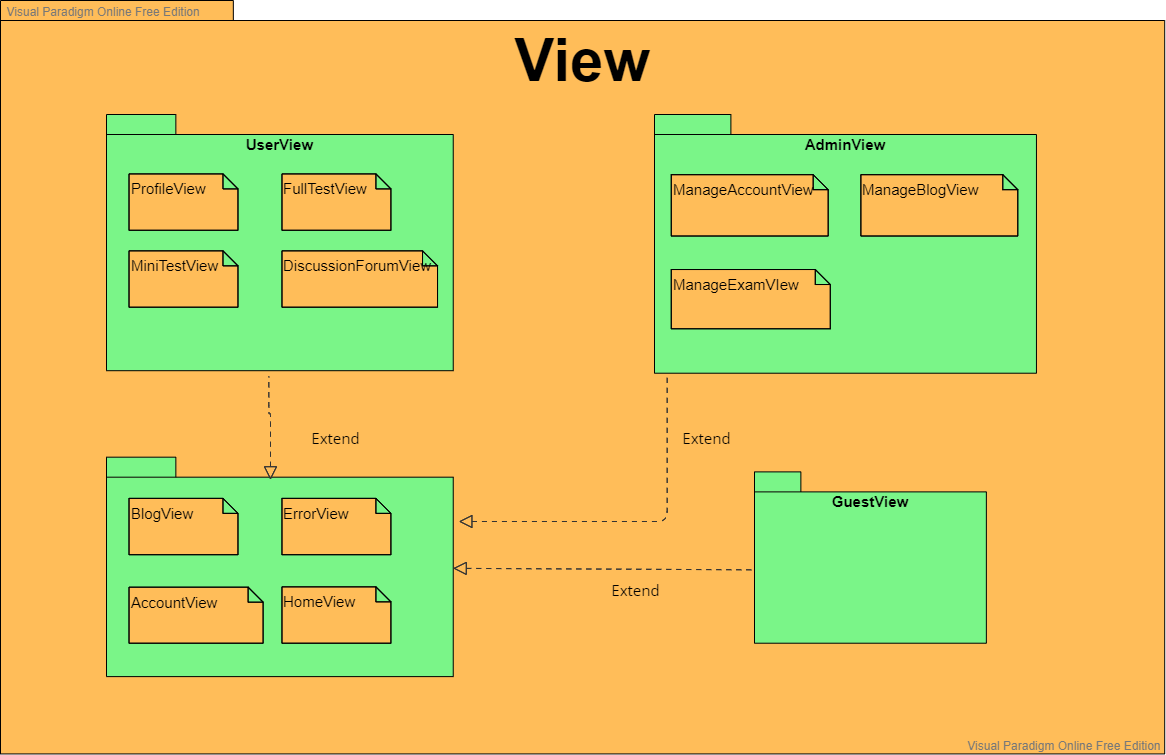 Visual Paradigm Online Free Edition
View
UserView
ProfileView
FullTestView
MiniTestView
DiscussionForumView
AdminView
ManageAccountView
ManageBlogView
ManageExamVIew
Extend
Extend
BlogView
ErrorView
AccountView
HomeView
GuestView
Extend
Visual Paradigm Online Free Edition